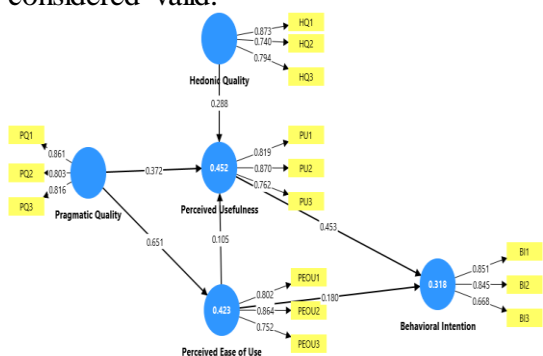 considered valid.
0.873
HQ1
0.740
HQ2
0.794
HQ3
Hedonic Quality
0.288
PQ1
0.861
PQ2
0.803
PQ3
0.816
Pragmatic Quality
0.372
0.452
Perceived Usefulness
0.819
PU1
0.870
PU2
0.762
PU3
0.453
0.651
0.105
0.423
Perceived Ease of Use
0.802
PEOU1
0.864
PEOU2
0.752
PEOU3
0.180
0.318
Behavioral Intention
0.851
BI1
0.845
BI2
0.668
BI3